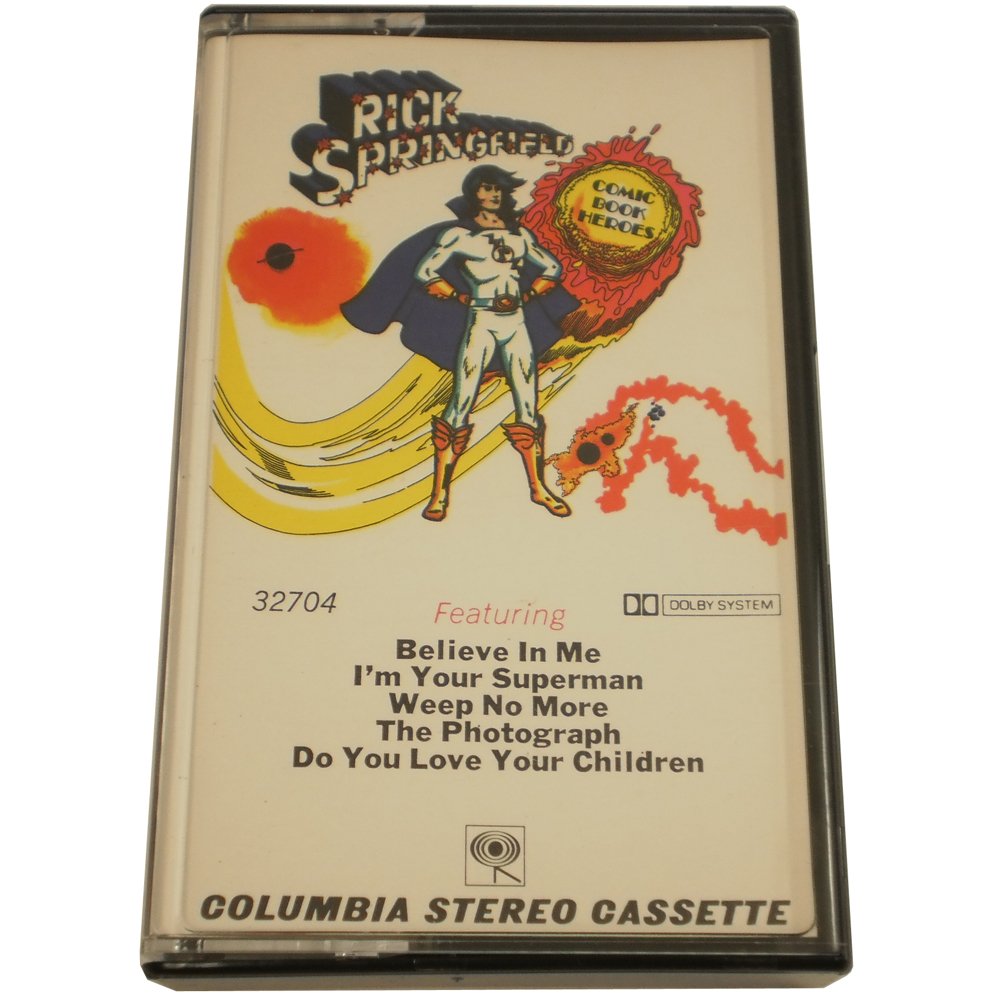 RICK
SPRINGFIELD
COMIC
BOOK
HEROES
32704
Featuring
DOLBY SYSTEM
Believe In Me
I'm Your Superman
Weep No More
The Photograph
Do You Love Your Children
COLUMBIA STEREO CASSETTE